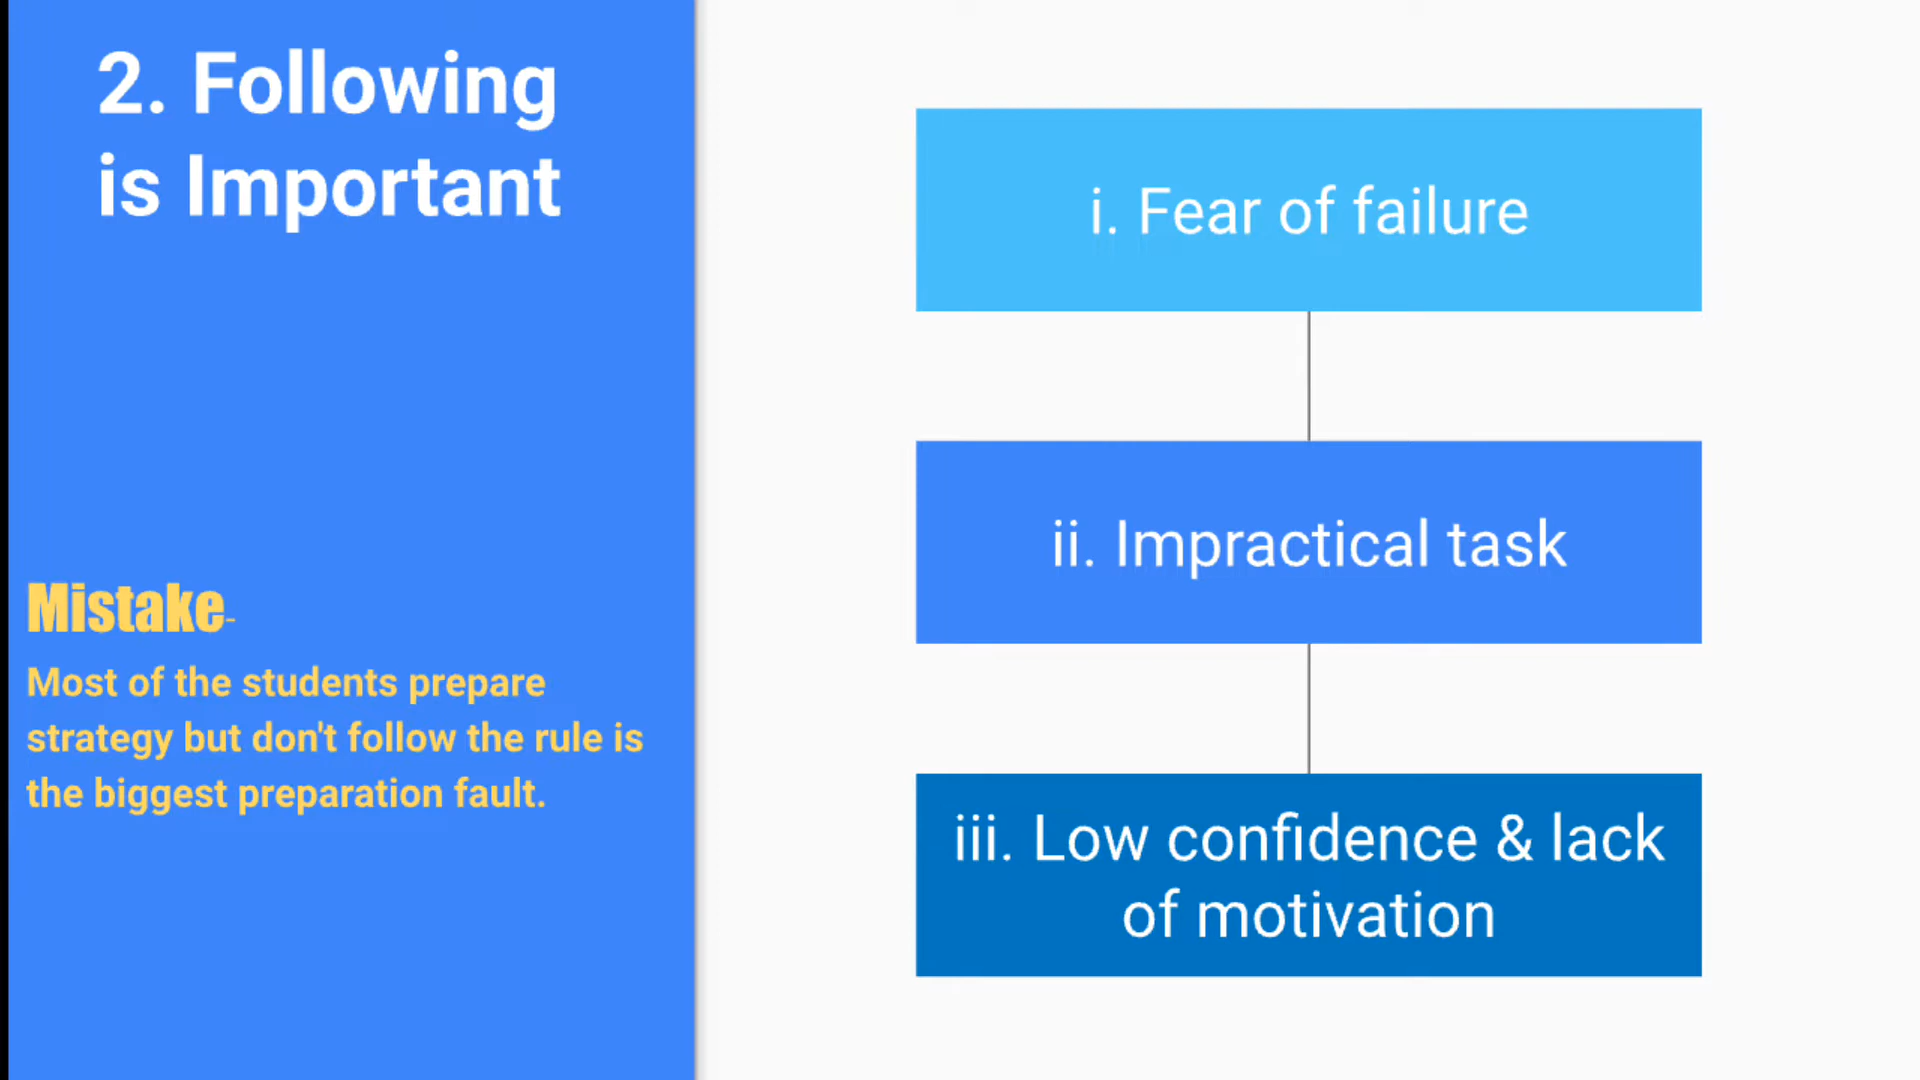 2. Following
is Important
Mistake-
Most of the students prepare
strategy but don't follow the rule is
the biggest preparation fault.
i. Fear of failure
ii. Impractical task
iii. Low confidence & lack
of motivation